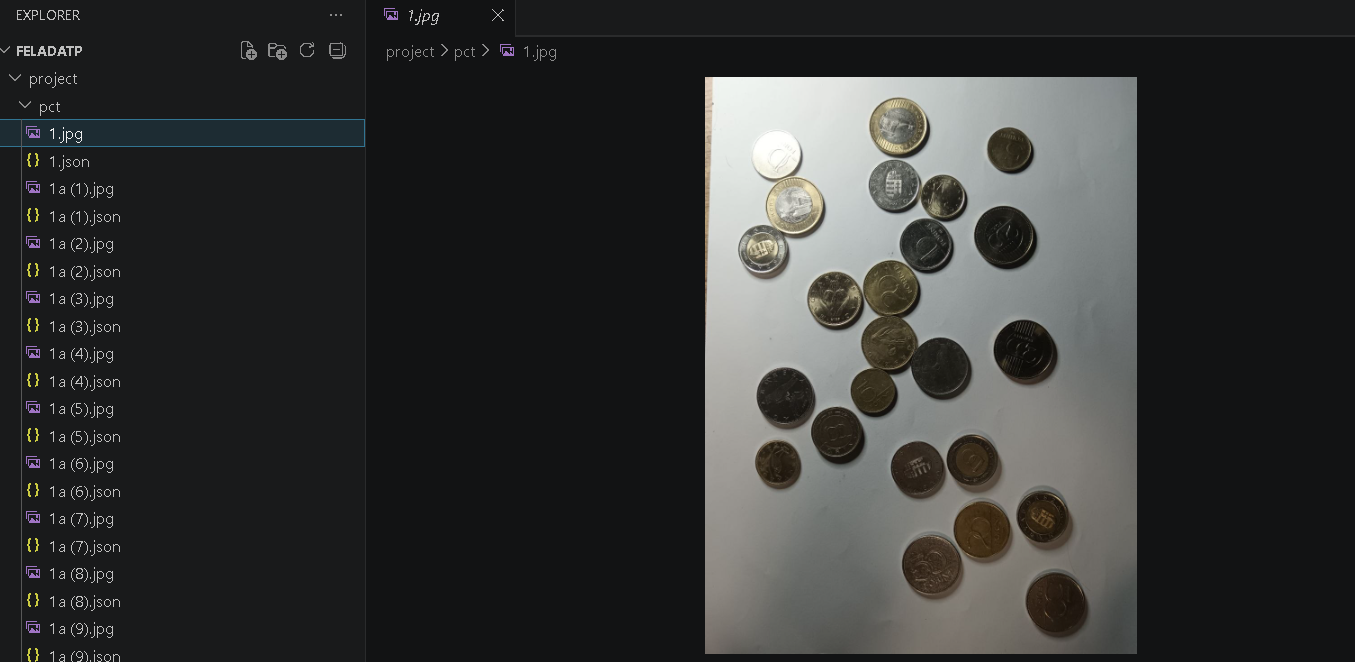 EXPLORER
FELADATP
project
pct
1.jpg
1.json
1a (1).jpg
1a (1).json
1a (2).jpg
1a (2).json
1a (3).jpg
1a (3).json
1a (4).jpg
1a (4).json
1a (5).jpg
1a (5).json
1a (6).jpg
1a (6).json
1a (7).jpg
1a (7).json
1a (8).jpg
1a (8).json
1a (9).jpg
1a (9).json
1.jpg
project > pct > 1.jpg